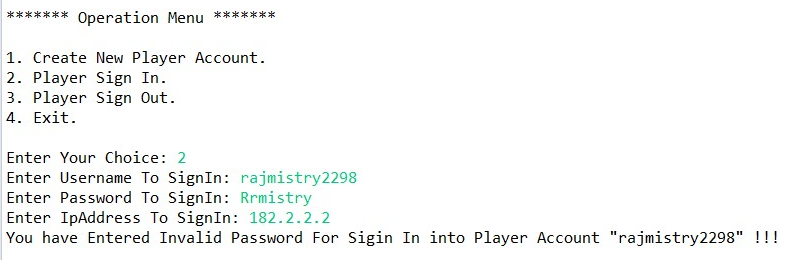 ******* Operation Menu *******
1. Create New Player Account.
2. Player Sign In.
3. Player Sign Out.
4. Exit.
Enter Your Choice: 2
Enter Username To SignIn: rajmistry2298
Enter Password To SignIn: Rrmistry
Enter IpAddress To SignIn: 182.2.2.2
You have Entered Invalid Password For Sigin In into Player Account "rajmistry2298" !!!